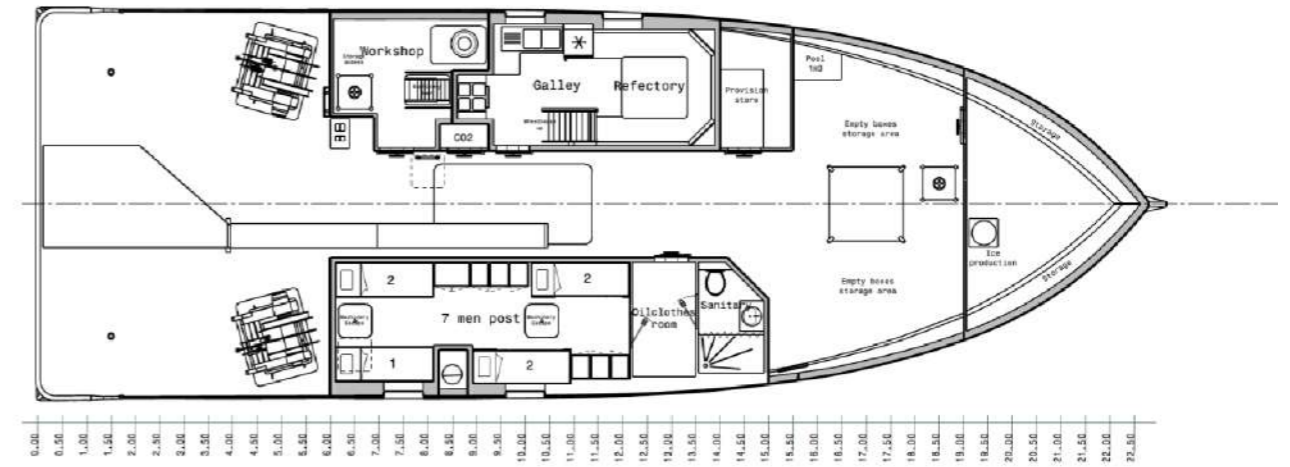 Workshop
Storage
access
Galley
Refectory
CO2
Provision
store
Pool
1M3
Empty boxes
storage area
Storage
2
2
7 men post
1
2
Oilclothes
room
Sanitary
Empty boxes
storage area
Ice
production
Storage
0.00
0.50
1.00
1.50
2.00
2.50
3.00
3.50
4.00
4.50
5.00
5.50
6.00
6.50
7.00
7.50
8.00
8.50
9.00
9.50
10.00
10.50
11.00
11.50
12.00
12.50
13.00
13.50
14.00
14.50
15.00
15.50
16.00
16.50
17.00
17.50
18.00
18.50
19.00
19.50
20.00
20.50
21.00
21.50
22.00
22.50